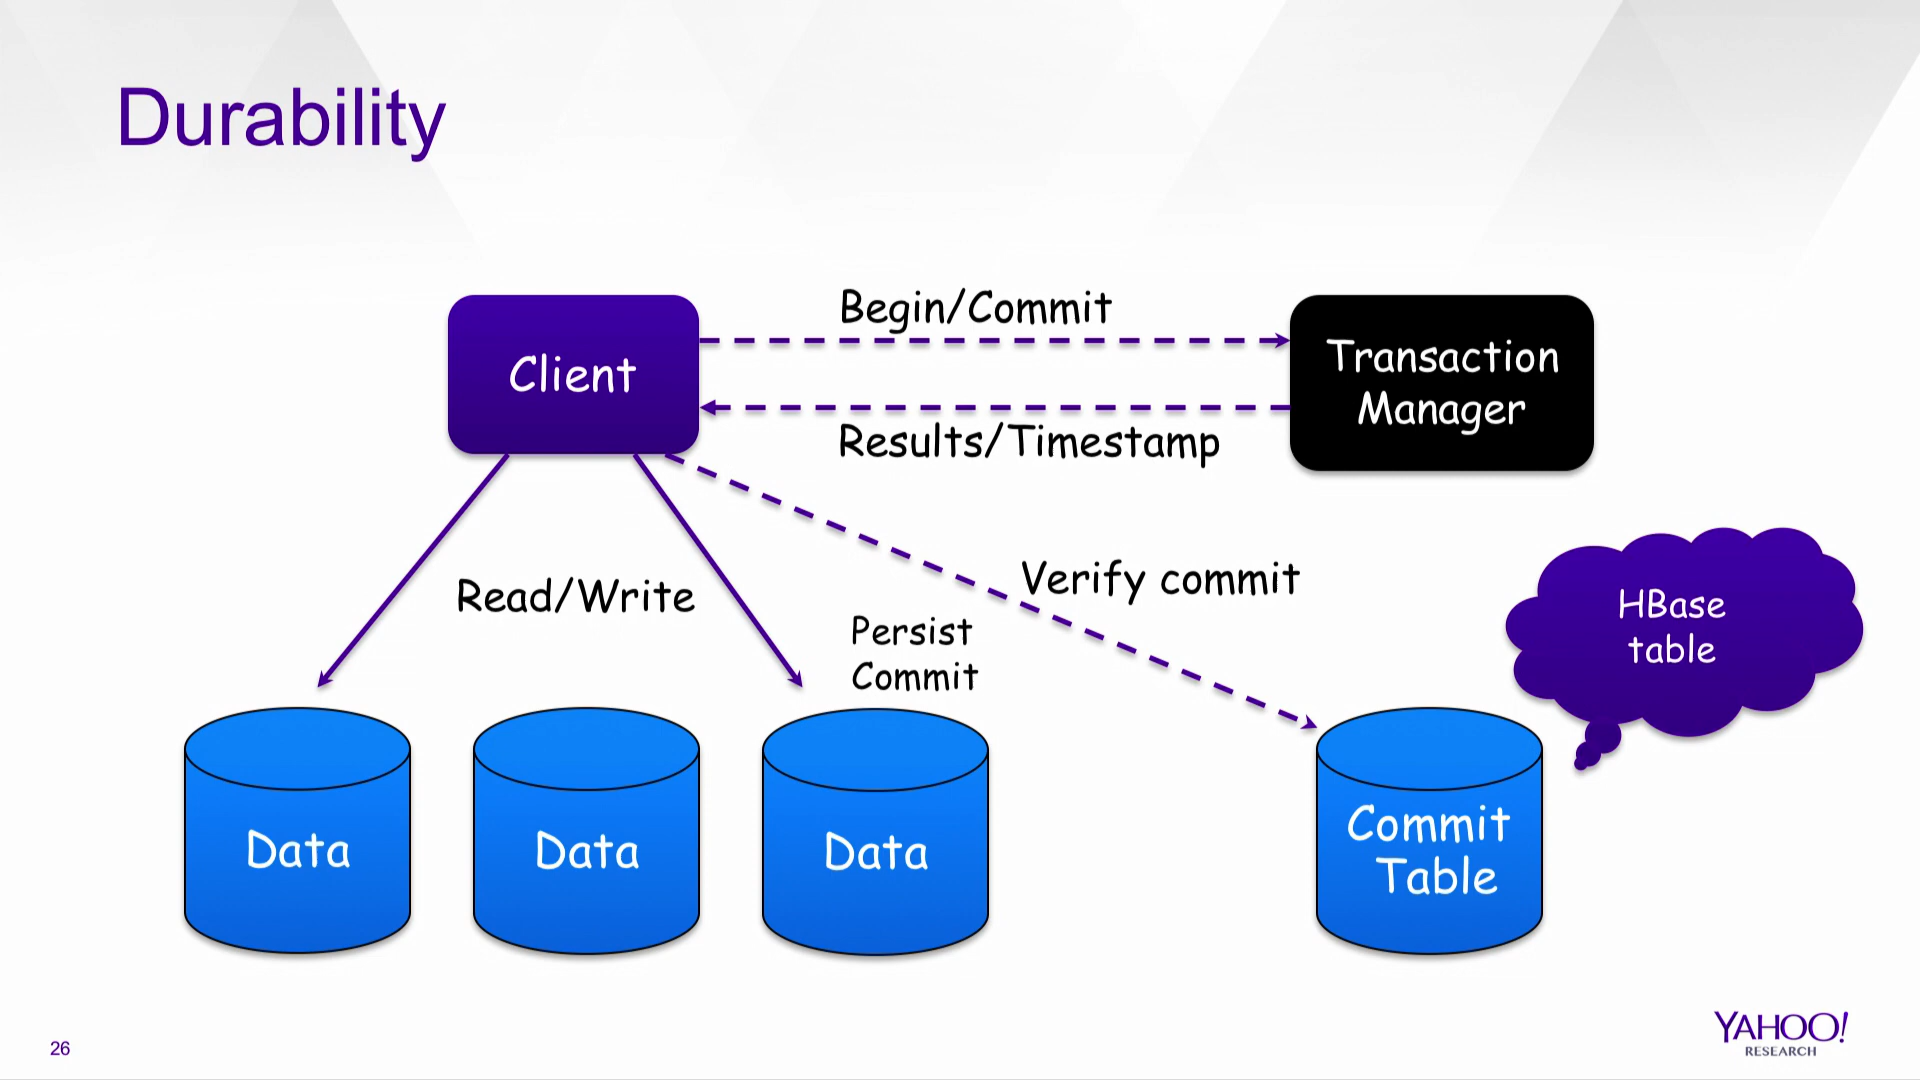 Durability
Begin/Commit
Client
Transaction
Manager
Results/Timestamp
Verify commit
Read/Write
HBase
table
Persist
Commit
Data
Data
Data
Commit
Table
26
YAHOO!
RESEARCH